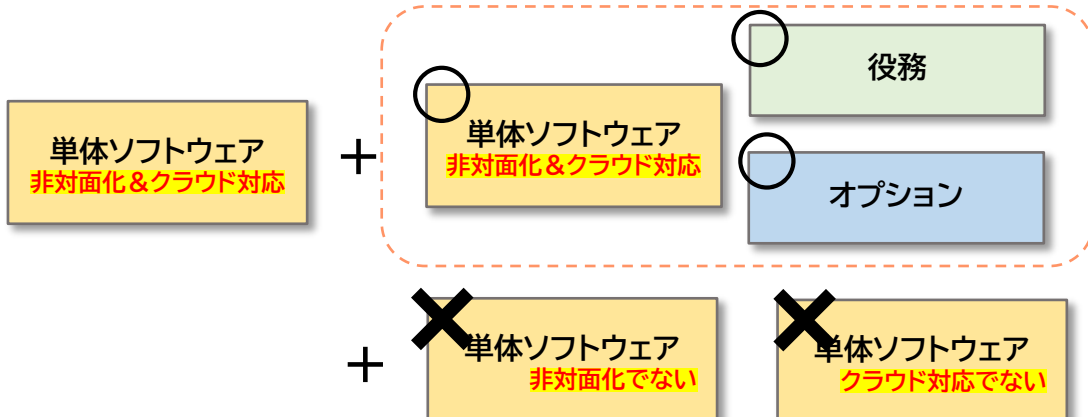 単体ソフトウェア
非対面化&クラウド対応
+
単体ソフトウェア
非対面化&クラウド対応
役務
オプション
+
単体ソフトウェア
非対面化でない
単体ソフトウェア
クラウド対応でない